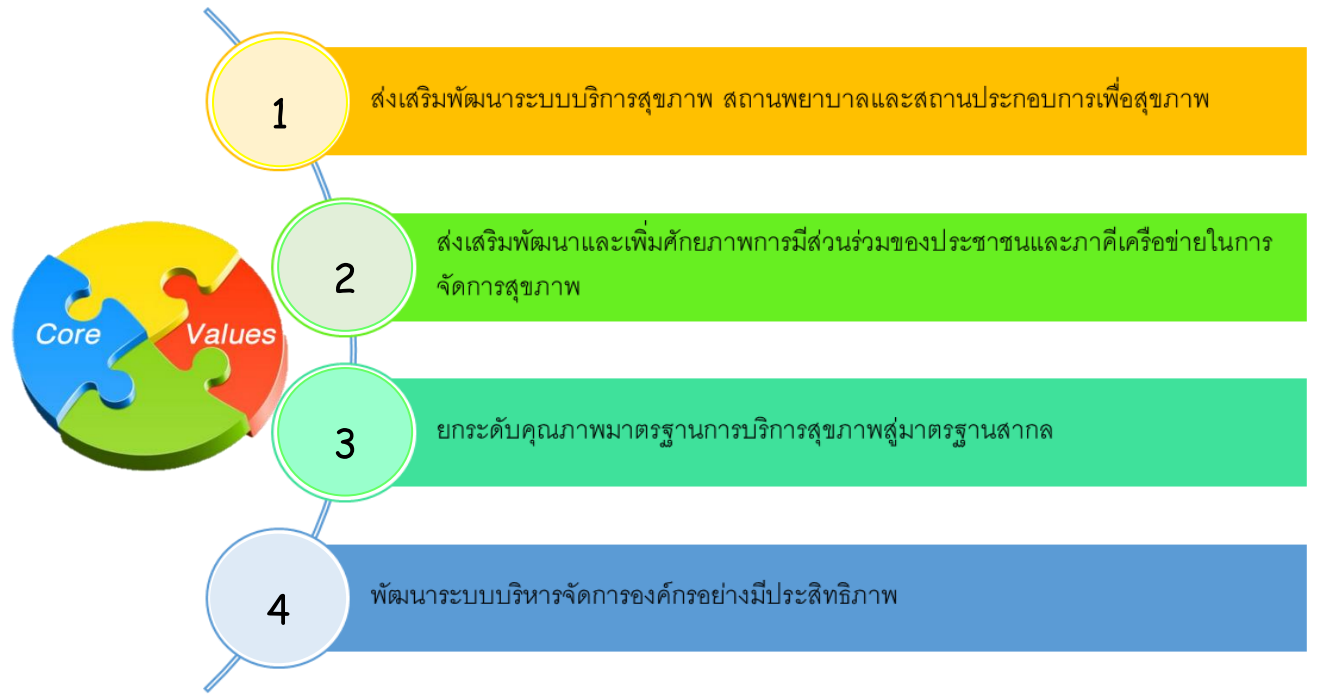 1
ส่งเสริมพัฒนาระบบบริการสุขภาพ สถานพยาบาลและสถานประกอบการเพื่อสุขภาพ
2
ส่งเสริมพัฒนาและเพิ่มศักยภาพการมีส่วนร่วมของประชาชนและภาคีเครือข่ายในการ
จัดการสุขภาพ
Core Values
3
ยกระดับคุณภาพมาตรฐานการบริการสุขภาพสู่มาตรฐานสากล
4
พัฒนาระบบบริหารจัดการองค์กรอย่างมีประสิทธิภาพ